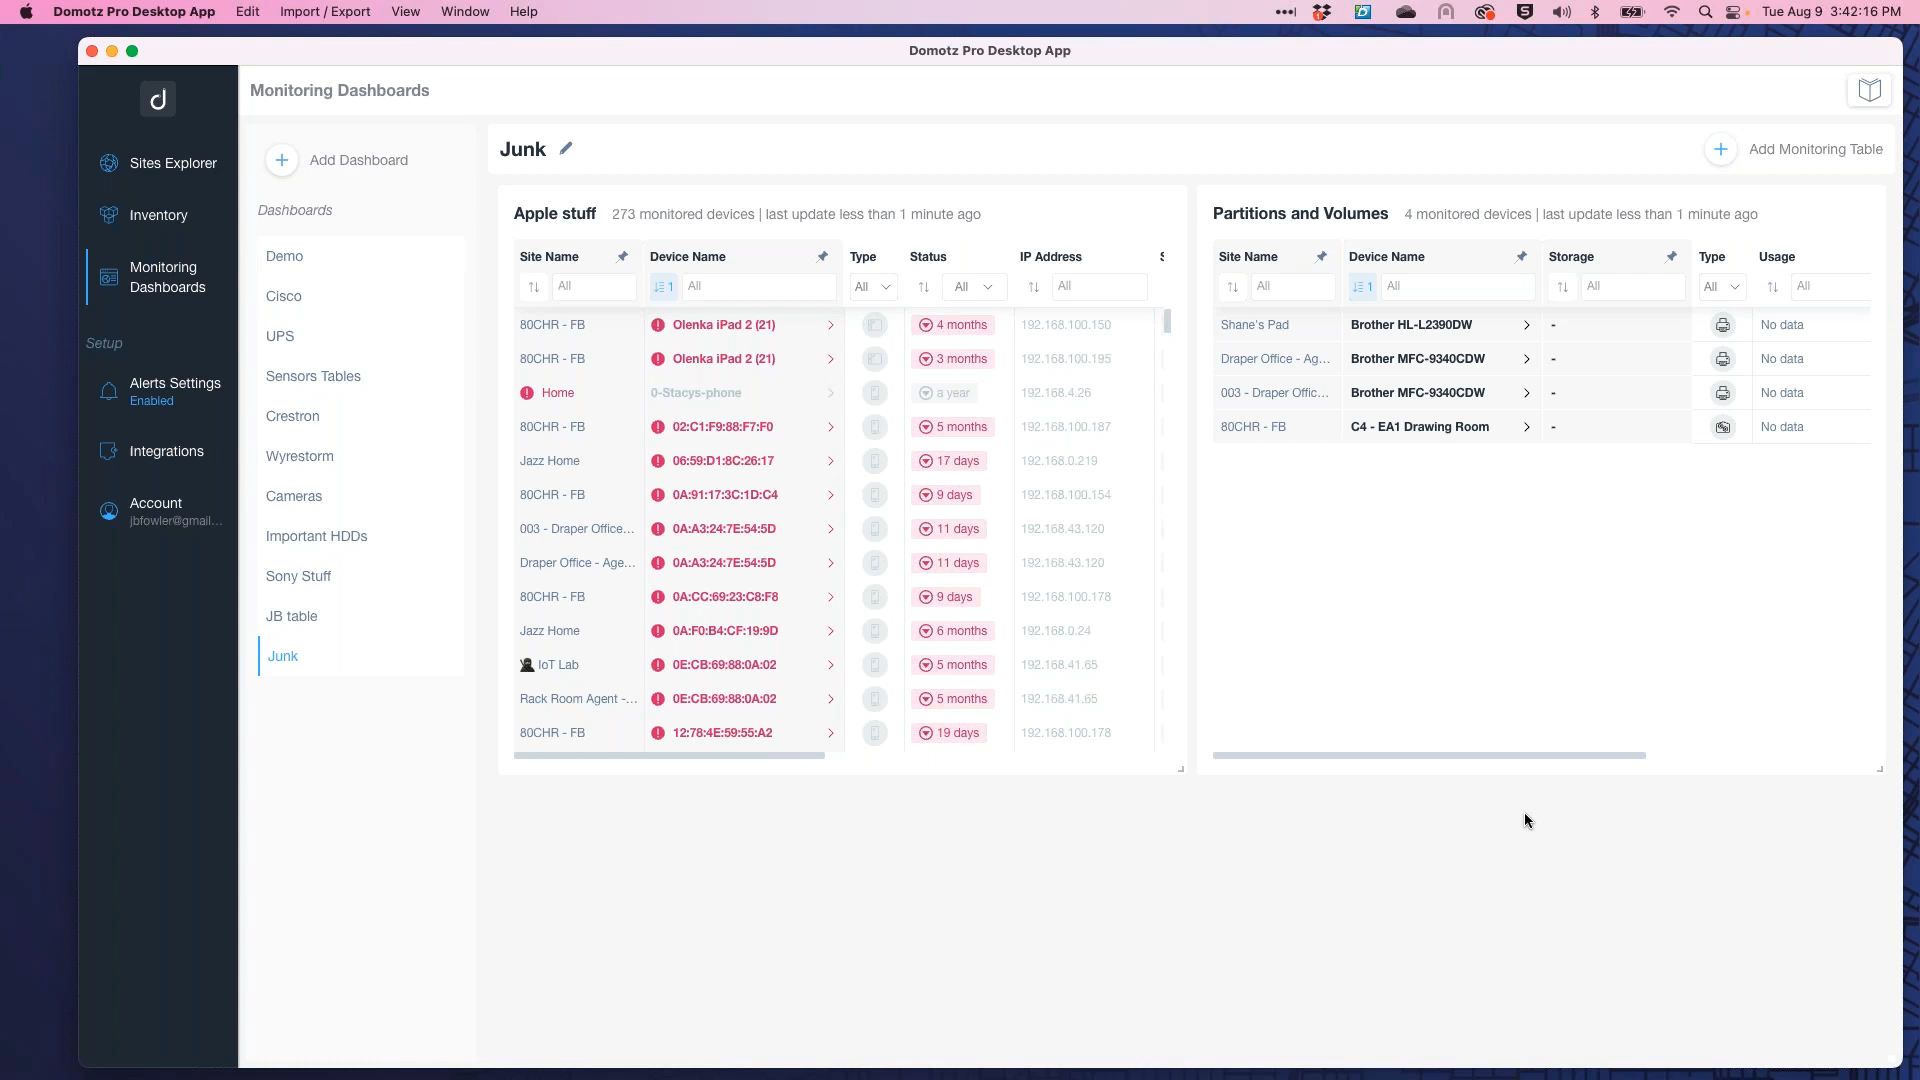 Domotz Pro Desktop App Edit Import / Export View Window Help Tue Aug 9 3:42:16 PM
Domotz Pro Desktop App
Monitoring Dashboards
Sites Explorer
Inventory
Monitoring
Dashboards
Setup
Alerts Settings
Enabled
Integrations
Account
jbfowler@gmail...
Add Dashboard
Dashboards
Demo
Cisco
UPS
Sensors Tables
Crestron
Wyrestorm
Cameras
Important HDDs
Sony Stuff
JB table
Junk
Junk
Add Monitoring Table
Apple stuff 273 monitored devices | last update less than 1 minute ago
Site Name Device Name Type Status IP Address
All 1 All All All All
80CHR - FB Olenka iPad 2 (21) 4 months 192.168.100.150
80CHR - FB Olenka iPad 2 (21) 3 months 192.168.100.195
Home 0-Stacys-phone a year 192.168.4.26
80CHR - FB 02:C1:F9:88:F7:F0 5 months 192.168.100.187
Jazz Home 06:59:D1:8C:26:17 17 days 192.168.0.219
80CHR - FB 0A:91:17:3C:1D:C4 9 days 192.168.100.154
003 - Draper Office... 0A:A3:24:7E:54:5D 11 days 192.168.43.120
Draper Office - Age... 0A:A3:24:7E:54:5D 11 days 192.168.43.120
80CHR - FB 0A:CC:69:23:C8:F8 9 days 192.168.100.178
Jazz Home 0A:F0:B4:CF:19:9D 6 months 192.168.0.24
IoT Lab 0E:CB:69:88:0A:02 5 months 192.168.41.65
Rack Room Agent -... 0E:CB:69:88:0A:02 5 months 192.168.41.65
80CHR - FB 12:78:4E:59:55:A2 19 days 192.168.100.178
Partitions and Volumes 4 monitored devices | last update less than 1 minute ago
Site Name Device Name Storage Type Usage
All 1 All All All All
Shane's Pad Brother HL-L2390DW - No data
Draper Office - Ag... Brother MFC-9340CDW - No data
003 - Draper Offic... Brother MFC-9340CDW - No data
80CHR - FB C4 - EA1 Drawing Room - No data